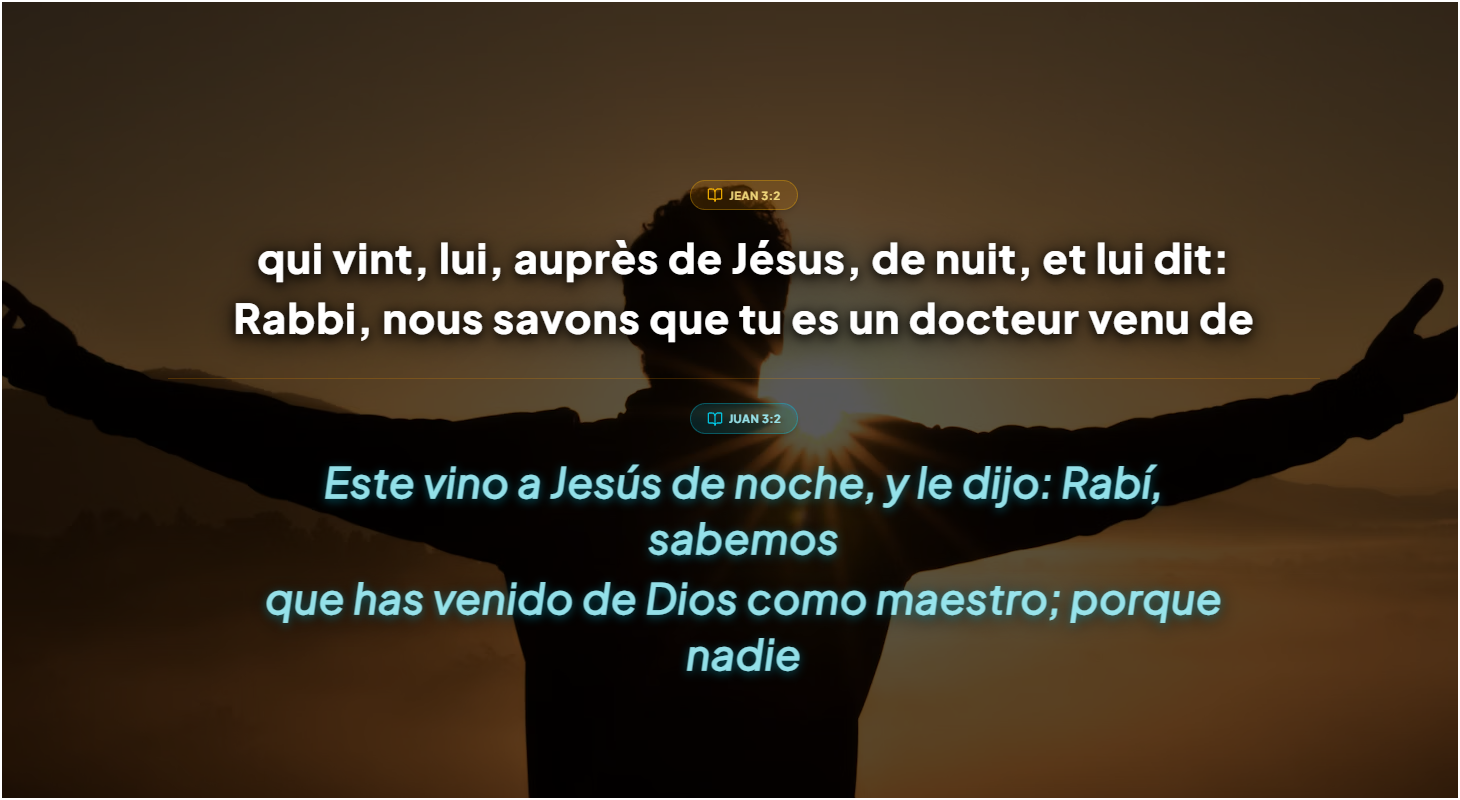 JEAN 3:2
qui vint, lui, auprès de Jésus, de nuit, et lui dit:
Rabbi, nous savons que tu es un docteur venu de
JUAN 3:2
Este vino a Jesús de noche, y le dijo: Rabí,
sabemos
que has venido de Dios como maestro; porque
nadie